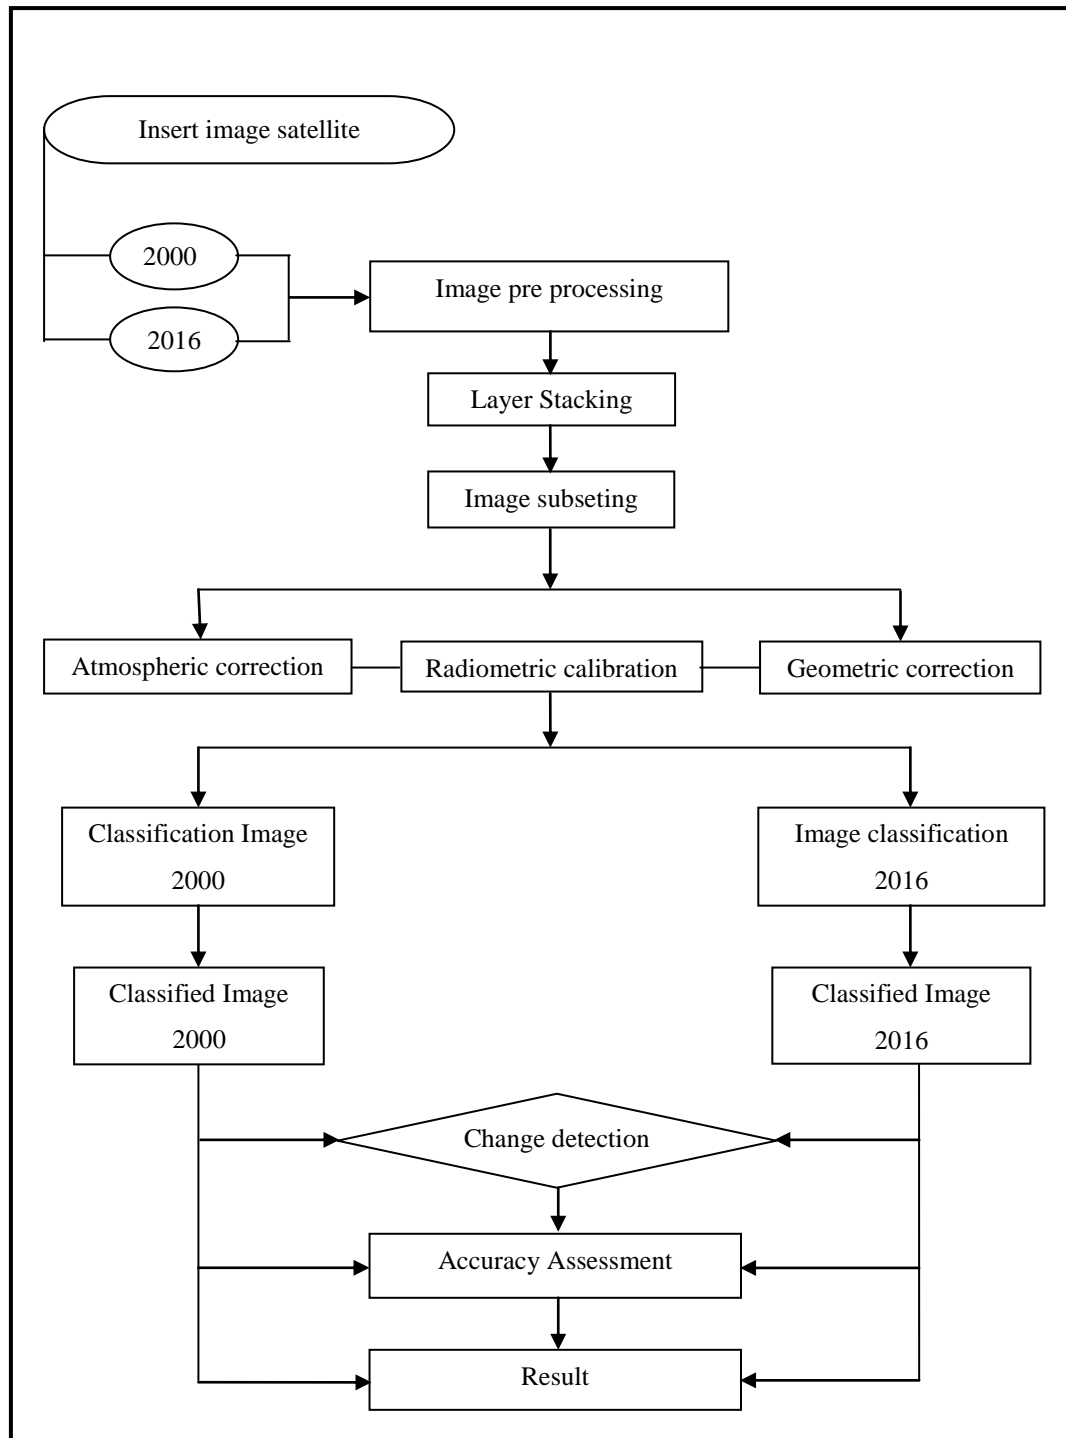 Insert image satellite
2000
2016
Image pre processing
Layer Stacking
Image subseting
Atmospheric correction
Radiometric calibration
Geometric correction
Classification Image
2000
Image classification
2016
Classified Image
2000
Classified Image
2016
Change detection
Accuracy Assessment
Result